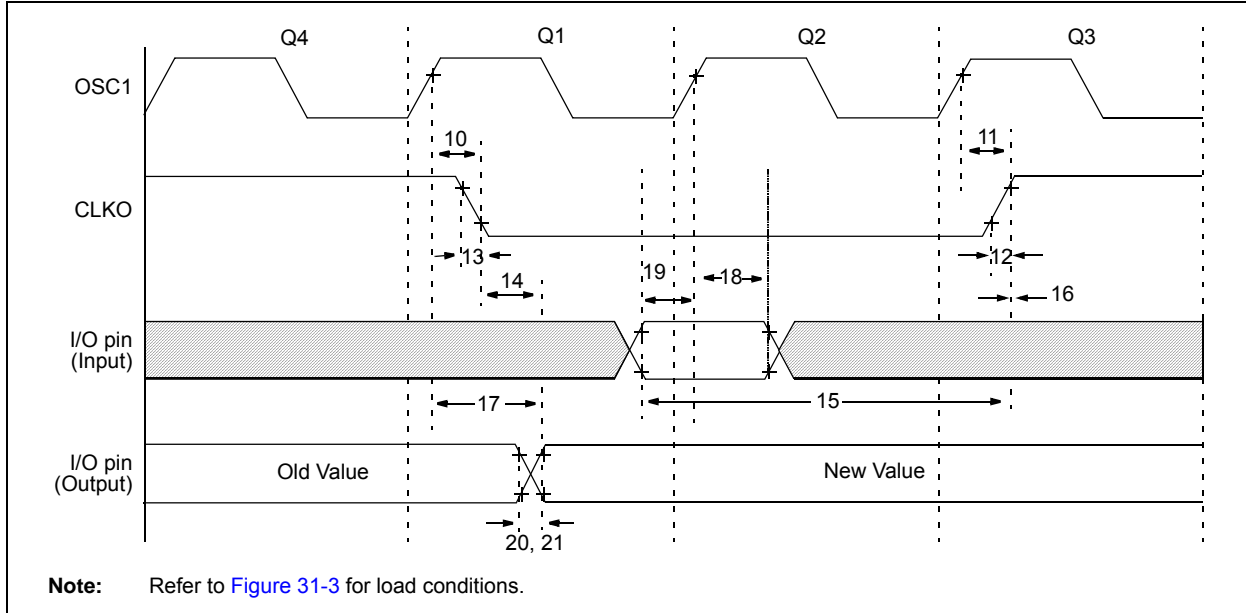 Q4 Q1 Q2 Q3
OSC1
10 11
CLKO
13 12
14 19 18 16
I/O pin
(Input)
17 15
I/O pin
(Output)
Old Value New Value
20, 21
Note: Refer to Figure 31-3 for load conditions.